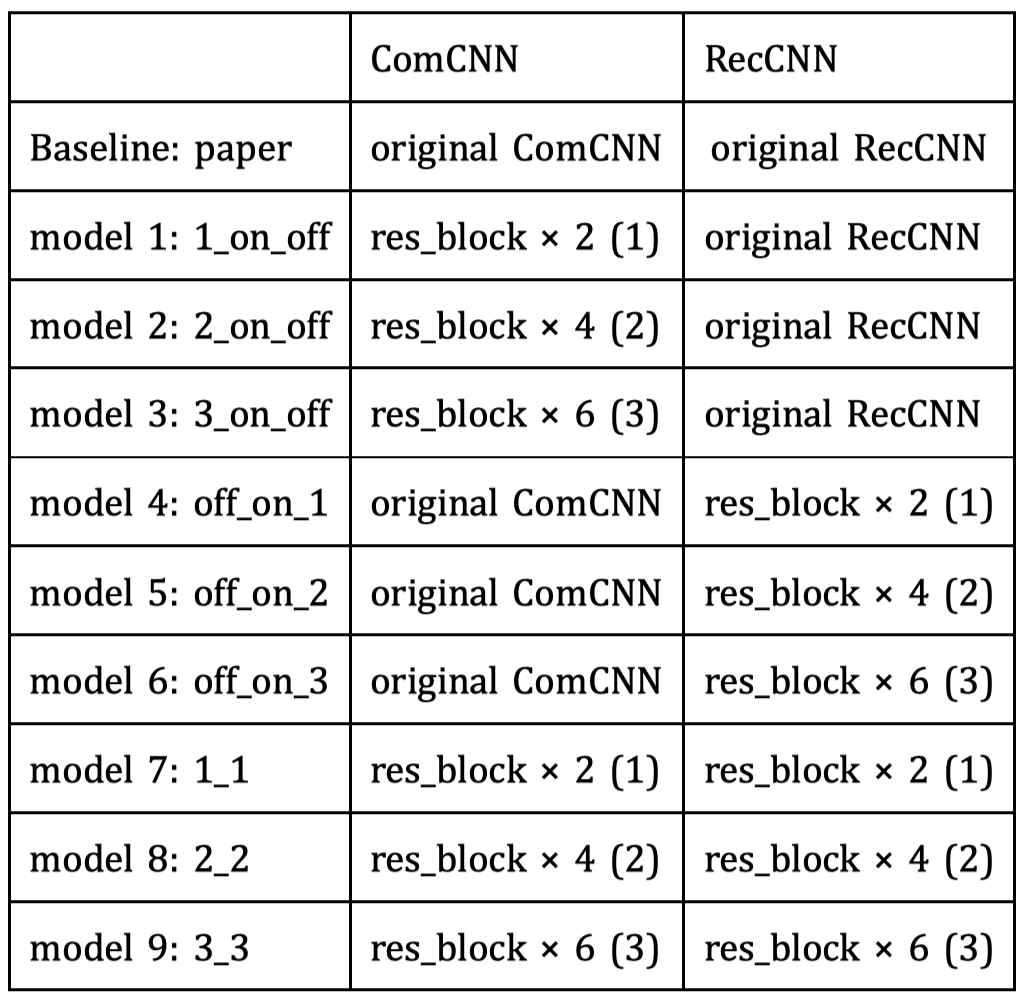 ComCNN RecCNN
Baseline: paper original ComCNN original RecCNN
model 1: 1_on_off res_block × 2 (1) original RecCNN
model 2: 2_on_off res_block × 4 (2) original RecCNN
model 3: 3_on_off res_block × 6 (3) original RecCNN
model 4: off_on_1 original ComCNN res_block × 2 (1)
model 5: off_on_2 original ComCNN res_block × 4 (2)
model 6: off_on_3 original ComCNN res_block × 6 (3)
model 7: 1_1 res_block × 2 (1) res_block × 2 (1)
model 8: 2_2 res_block × 4 (2) res_block × 4 (2)
model 9: 3_3 res_block × 6 (3) res_block × 6 (3)